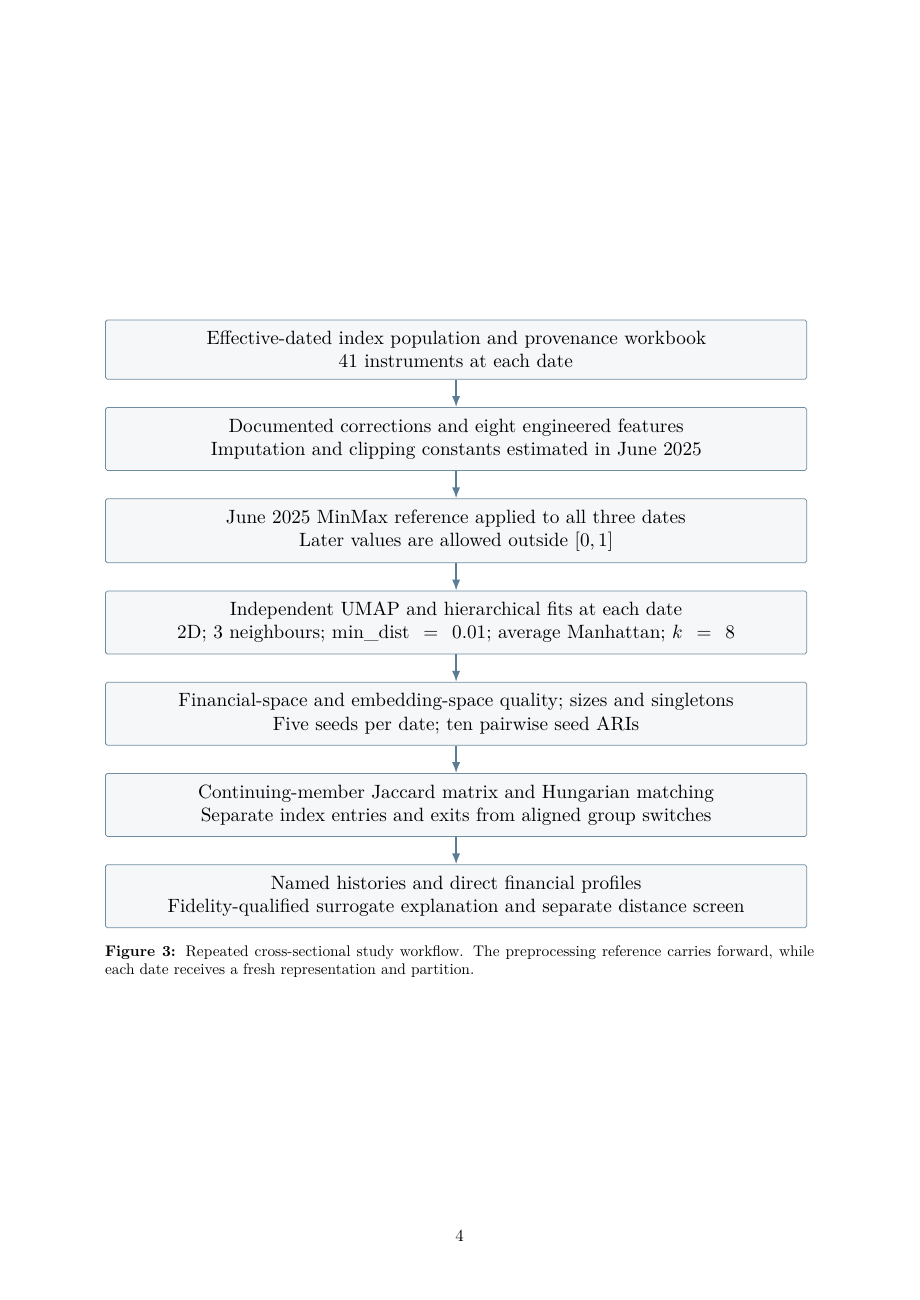 Effective-dated index population and provenance workbook
41 instruments at each date
Documented corrections and eight engineered features
Imputation and clipping constants estimated in June 2025
June 2025 MinMax reference applied to all three dates
Later values are allowed outside [0, 1]
Independent UMAP and hierarchical fits at each date
2D; 3 neighbours; min_dist = 0.01; average Manhattan; k = 8
Financial-space and embedding-space quality; sizes and singletons
Five seeds per date; ten pairwise seed ARIs
Continuing-member Jaccard matrix and Hungarian matching
Separate index entries and exits from aligned group switches
Named histories and direct financial profiles
Fidelity-qualified surrogate explanation and separate distance screen
Figure 3: Repeated cross-sectional study workflow. The preprocessing reference carries forward, while
each date receives a fresh representation and partition.
4